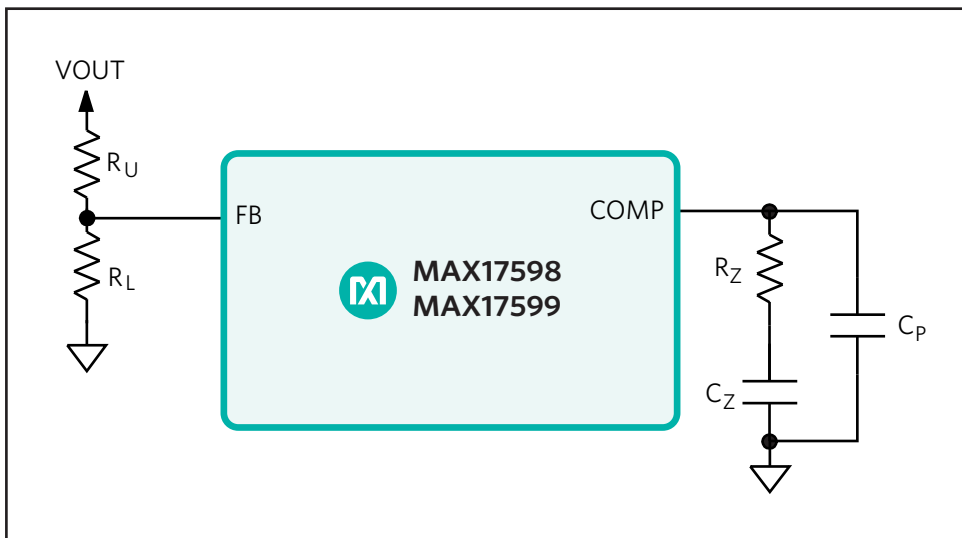 VOUT
RU
FB
RL
COMP
MAX17598
MAX17599
RZ
CP
CZ